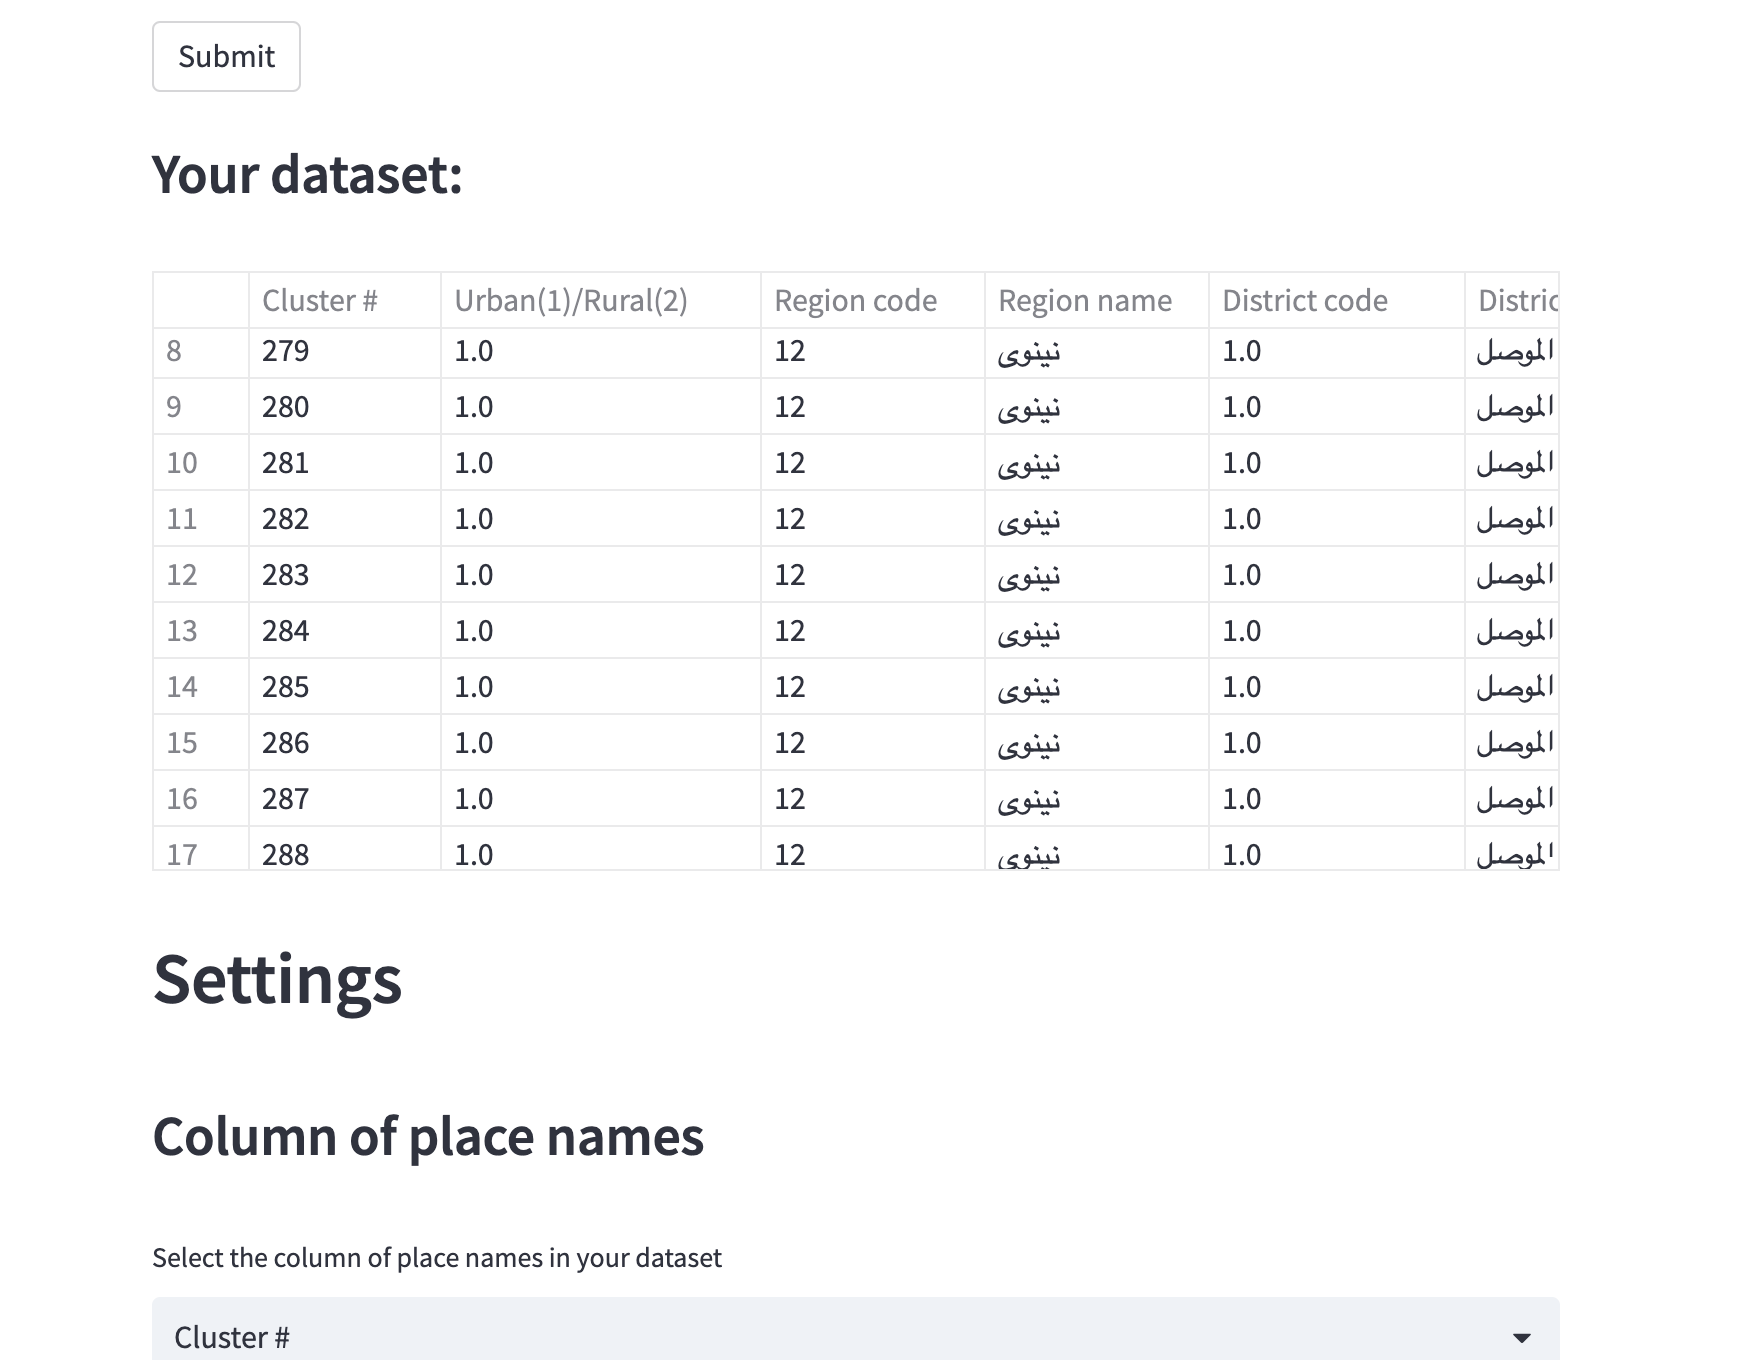 Submit
Your dataset:
Cluster # Urban(1)/Rural(2) Region code Region name District code Distric
8 279 1.0 12 نينوى 1.0 الموصل
9 280 1.0 12 نينوى 1.0 الموصل
10 281 1.0 12 نينوى 1.0 الموصل
11 282 1.0 12 نينوى 1.0 الموصل
12 283 1.0 12 نينوى 1.0 الموصل
13 284 1.0 12 نينوى 1.0 الموصل
14 285 1.0 12 نينوى 1.0 الموصل
15 286 1.0 12 نينوى 1.0 الموصل
16 287 1.0 12 نينوى 1.0 الموصل
17 288 1.0 12 نينوى 1.0 الموصل
Settings
Column of place names
Select the column of place names in your dataset
Cluster #